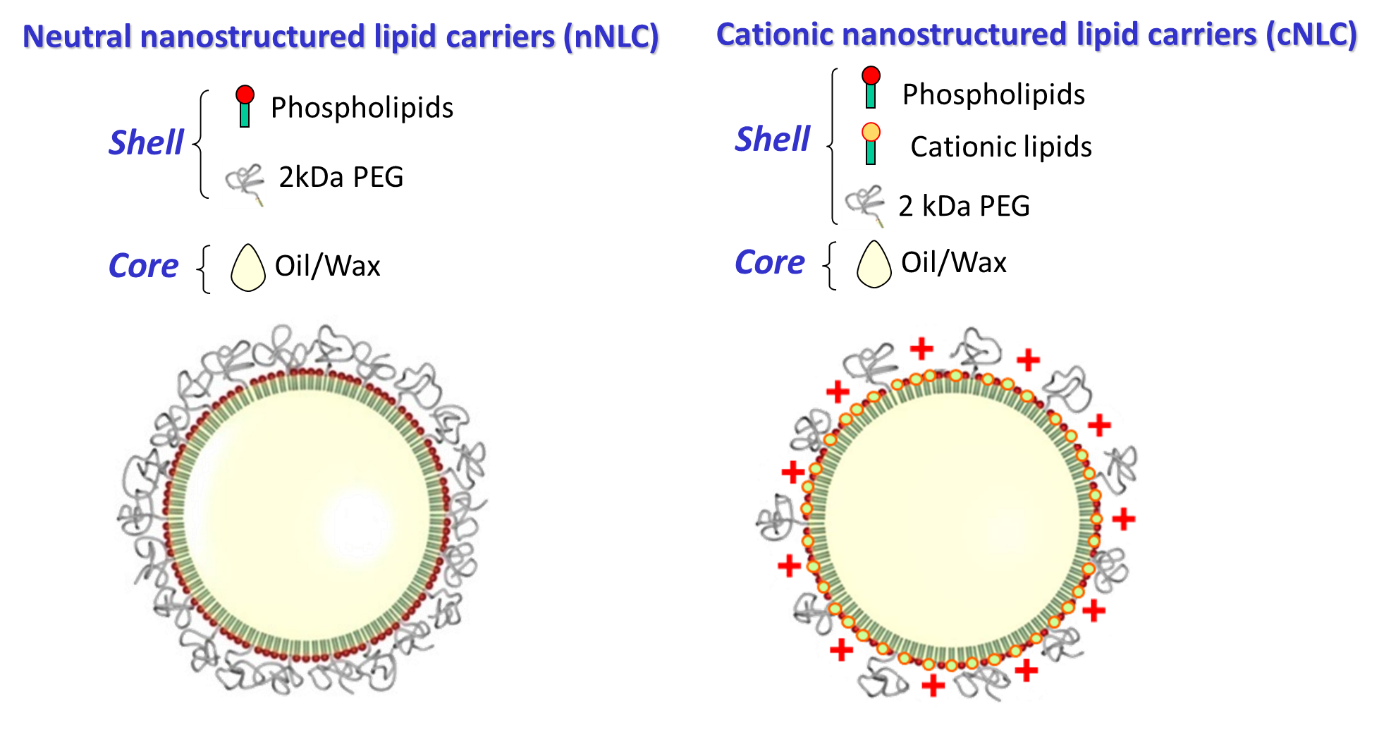 Neutral nanostructured lipid carriers (nNLC)
Shell
Phospholipids
2kDa PEG
Core
Oil/Wax
Cationic nanostructured lipid carriers (cNLC)
Shell
Phospholipids
Cationic lipids
2 kDa PEG
Core
Oil/Wax